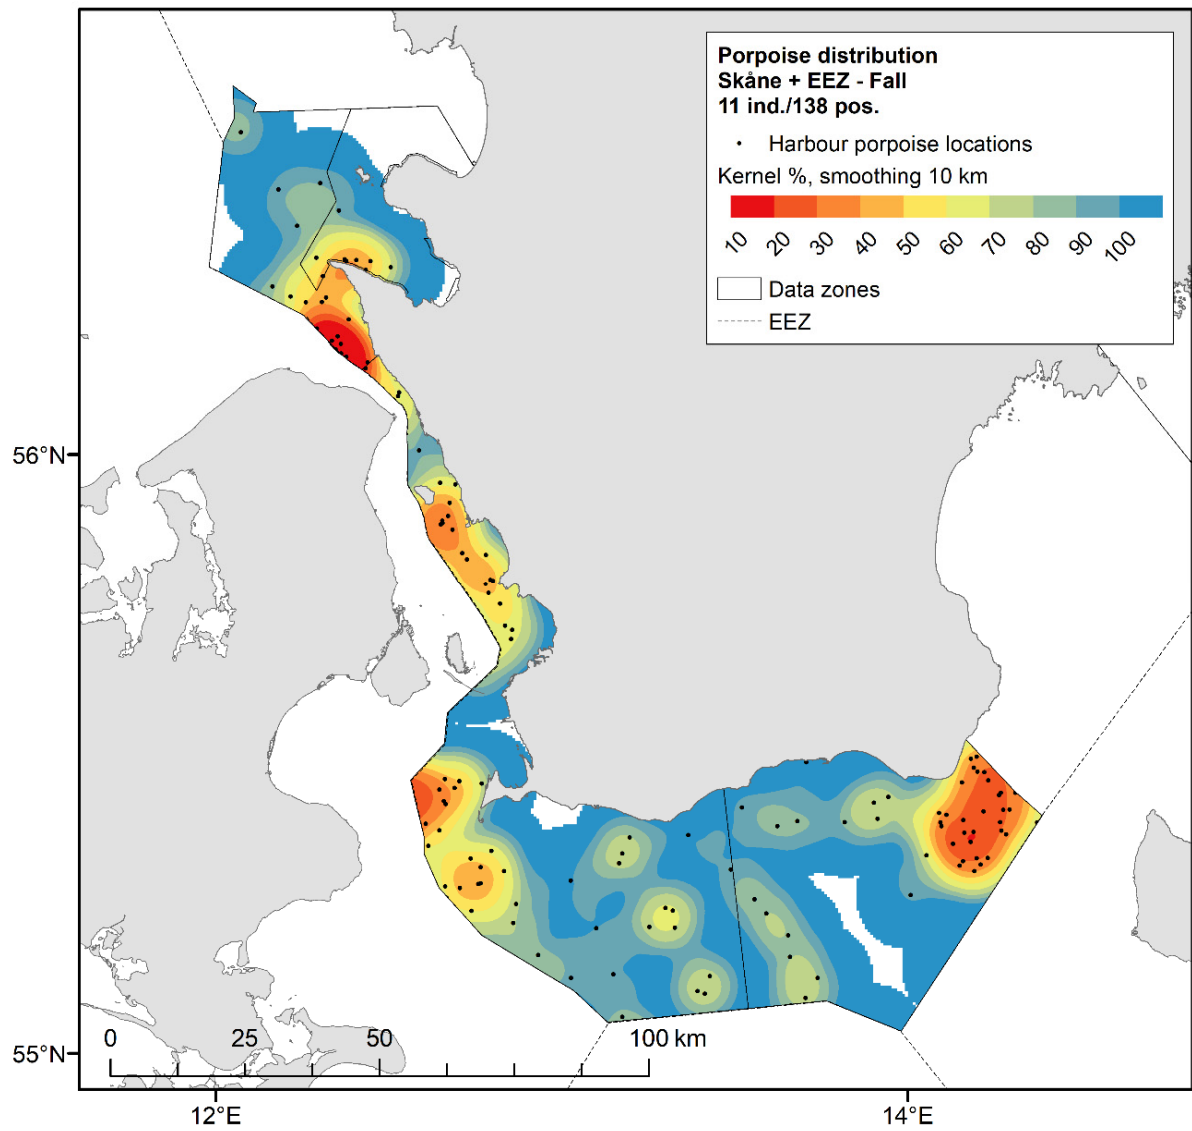 Porpoise distribution
Skåne + EEZ - Fall
11 ind./138 pos.
Harbour porpoise locations
Kernel %, smoothing 10 km
10 20 30 40 50 60 70 80 90 100
Data zones
EEZ
56°N
0 25 50 100 km
55°N
12°E 14°E